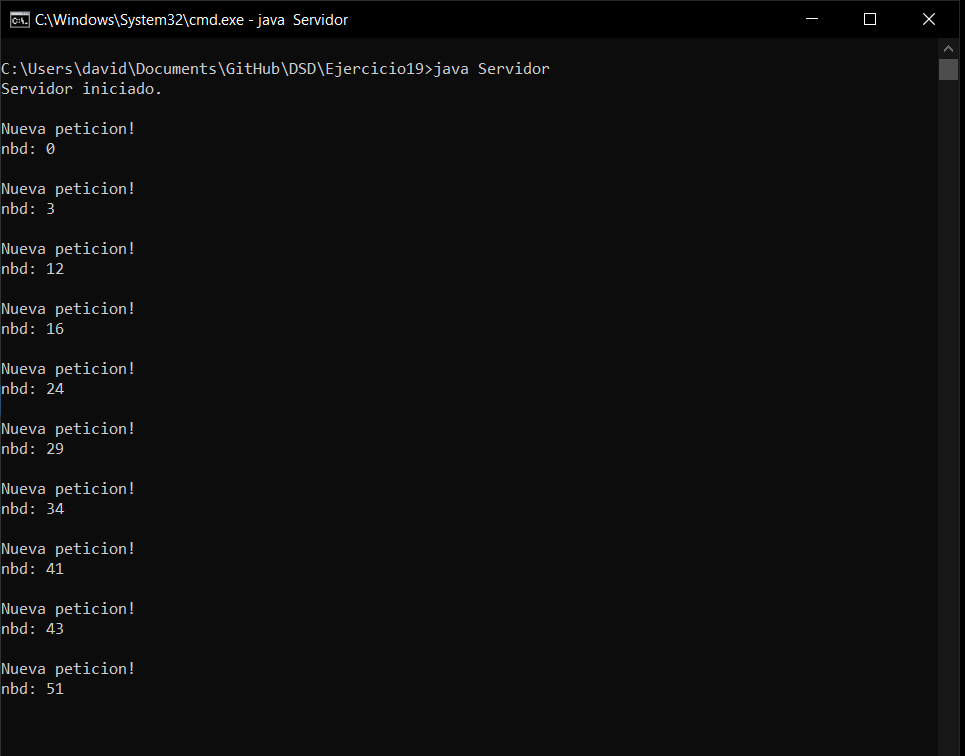 C:\Windows\System32\cmd.exe - java  Servidor
C:\Users\david\Documents\GitHub\DSD\Ejercicio19>java Servidor
Servidor iniciado.
Nueva peticion!
nbd: 0
Nueva peticion!
nbd: 3
Nueva peticion!
nbd: 12
Nueva peticion!
nbd: 16
Nueva peticion!
nbd: 24
Nueva peticion!
nbd: 29
Nueva peticion!
nbd: 34
Nueva peticion!
nbd: 41
Nueva peticion!
nbd: 43
Nueva peticion!
nbd: 51